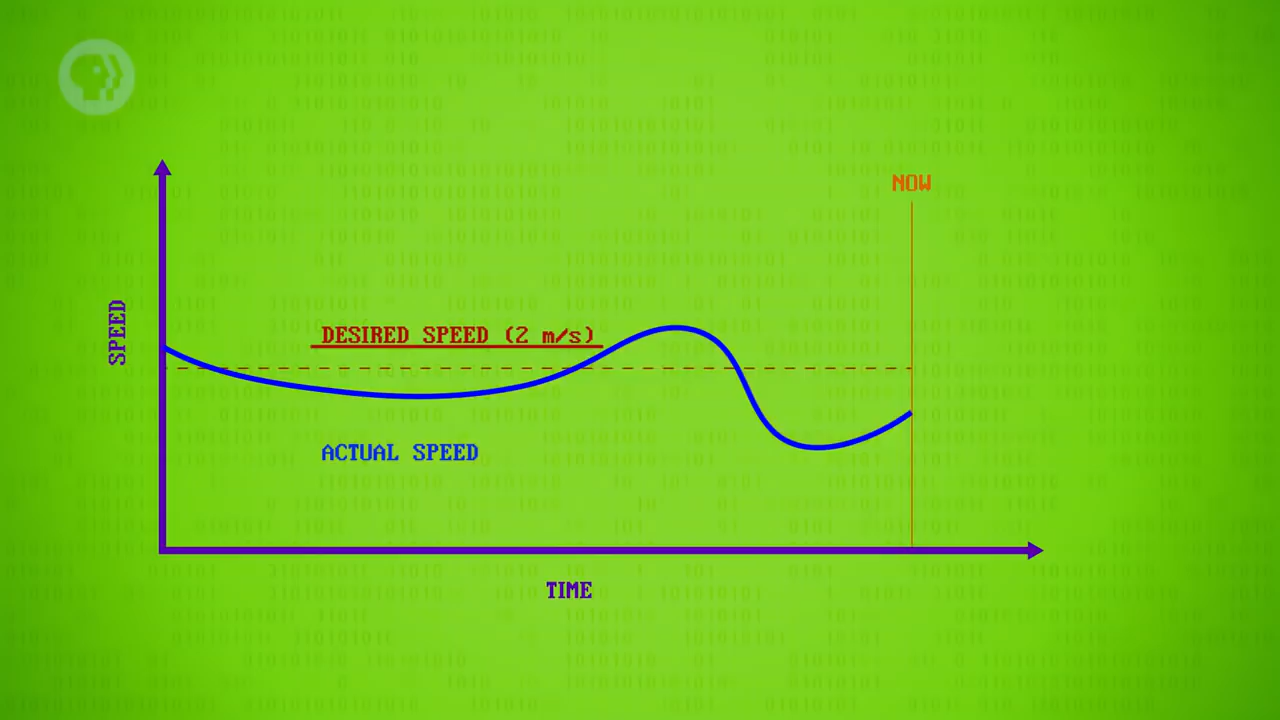 NOW
SPEED
DESIRED SPEED (2 m/s)
ACTUAL SPEED
TIME